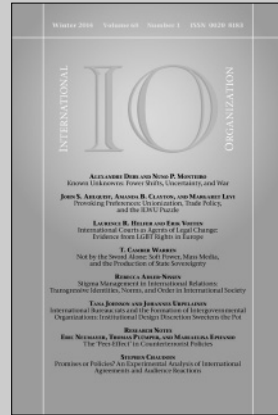 Winter 2014 Volume 68 Number 1 ISSN 0020 8183
INTERNATIONAL
IO
ORGANIZATION
Alexandre Debs and Nuno P. Monteiro
Known Unknowns: Power Shifts, Uncertainty, and War
John S. Ahlquist, Amanda B. Clayton, and Margaret Levi
Provoking Preferences: Unionization, Trade Policy,
and the ILWU Puzzle
Laurence R. Helfer and Erik Voeten
International Courts as Agents of Legal Change:
Evidence from LGBT Rights in Europe
T. Camber Warren
Not by the Sword Alone: Soft Power, Mass Media,
and the Production of State Sovereignty
Rebecca Adler-Nissen
Stigma Management in International Relations:
Transgressive Identities, Norms, and Order in International Society
Tana Johnson and Johannes Urpelainen
International Bureaucrats and the Formation of Intergovernmental
Organizations: Institutional Design Discretion Sweetens the Pot
Research Notes
Eric Neumayer, Thomas Plümper, and Mariaelisa Epifanio
The 'Peer-Effect' in Counterterrorist Policies
Stephen Chaudoin
Promises or Policies? An Experimental Analysis of International
Agreements and Audience Reactions